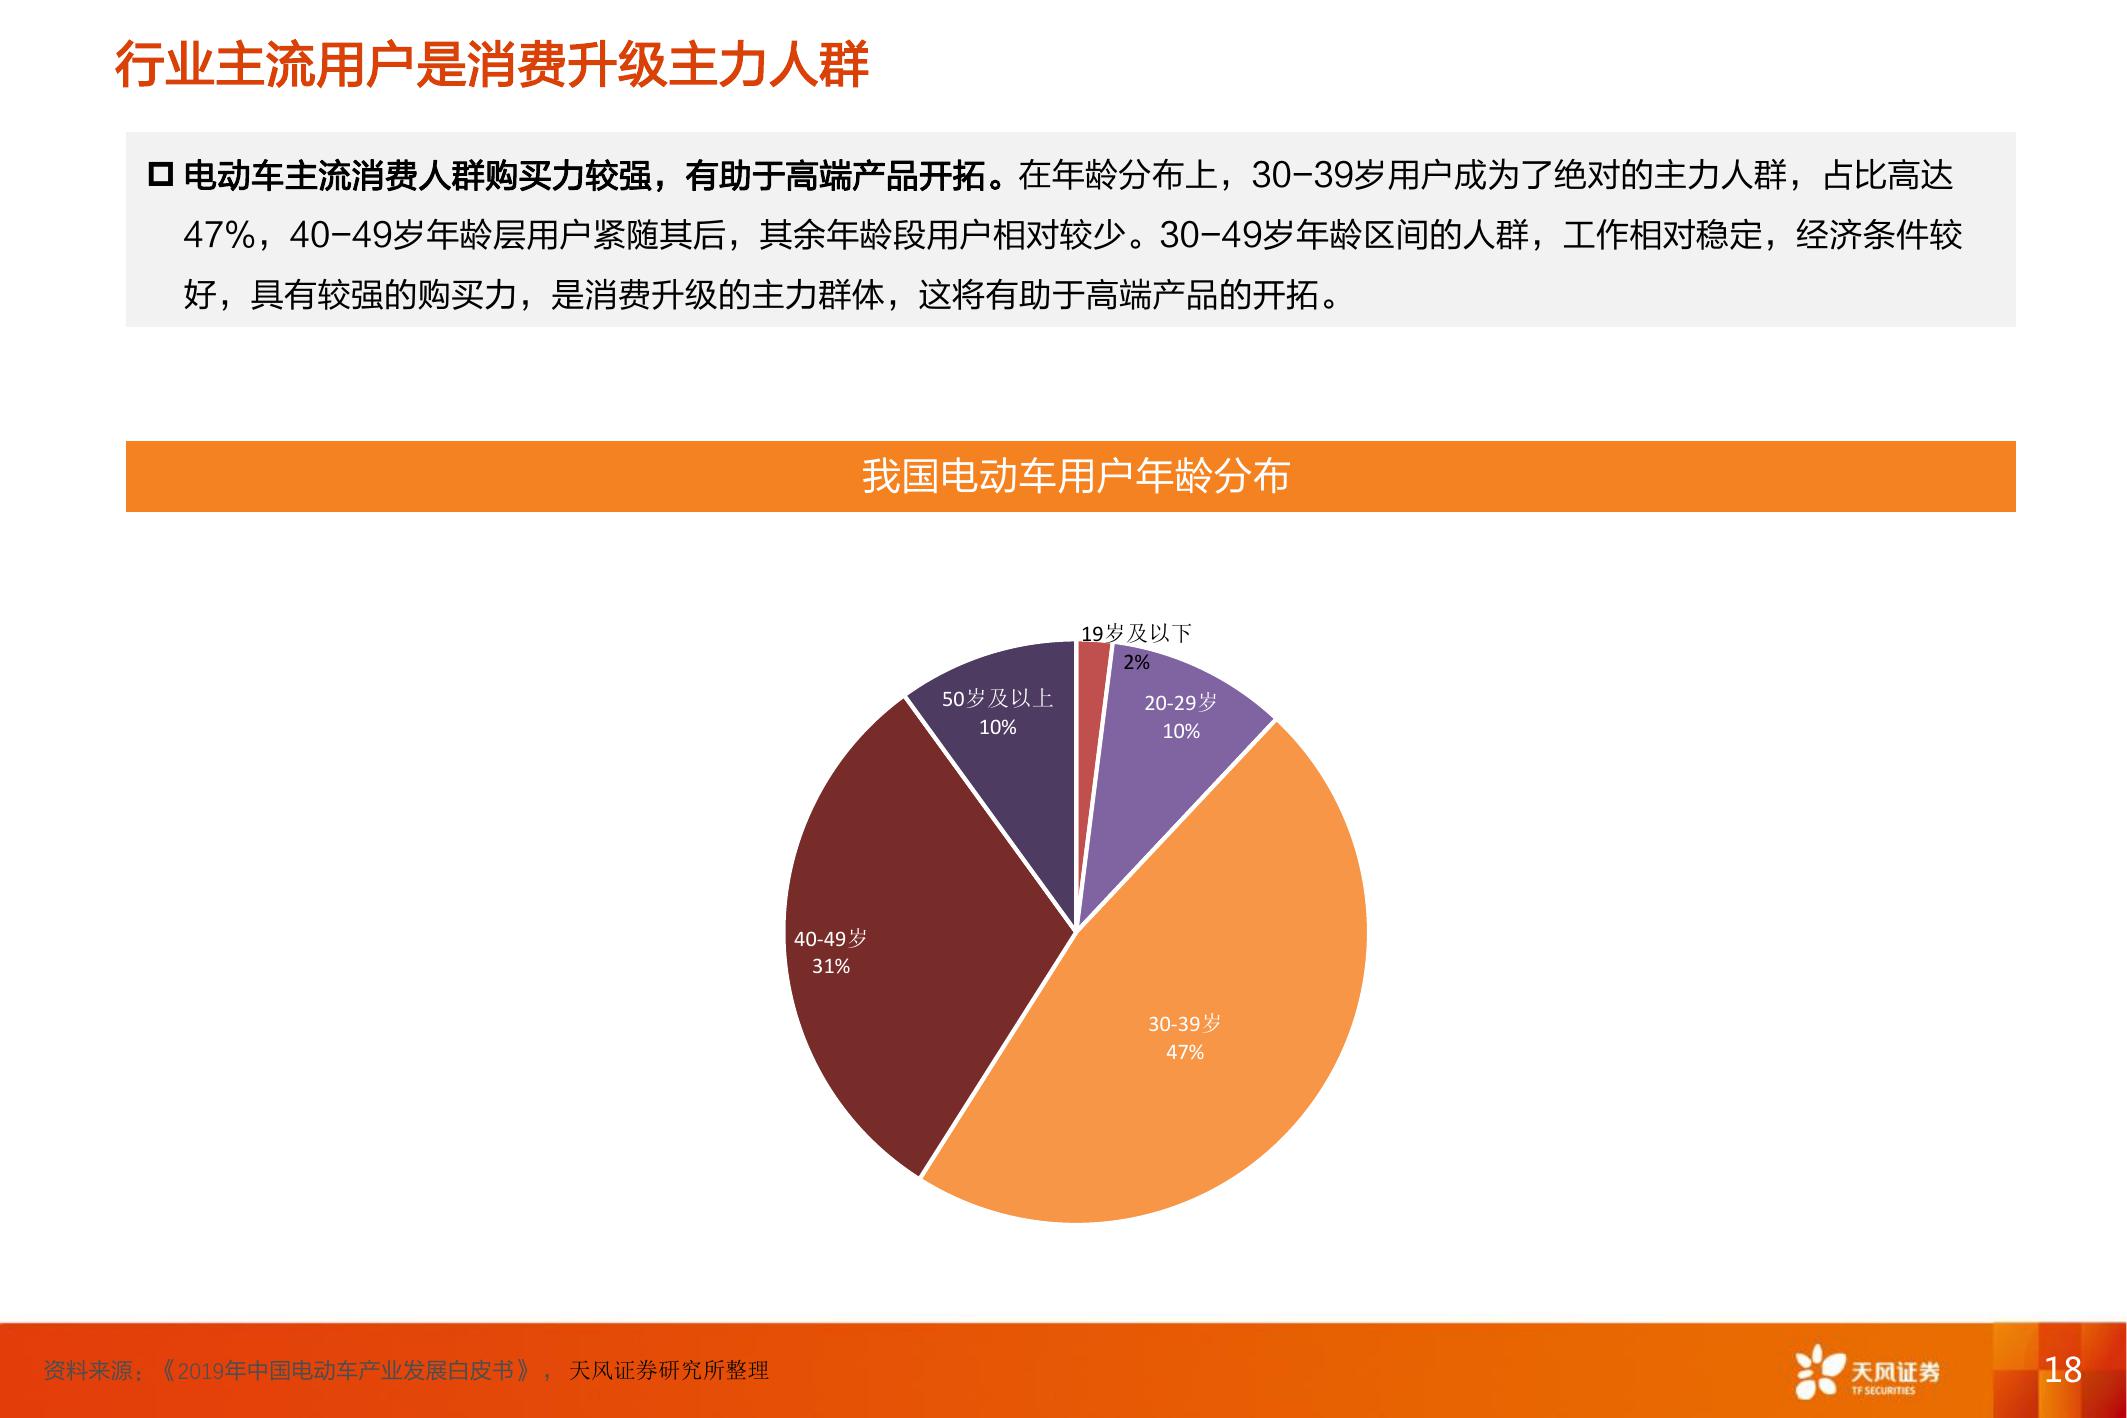 行业主流用户是消费升级主力人群
电动车主流消费人群购买力较强，有助于高端产品开拓。在年龄分布上，30-39岁用户成为了绝对的主力人群，占比高达
47%，40-49岁年龄层用户紧随其后，其余年龄段用户相对较少。30-49岁年龄区间的人群，工作相对稳定，经济条件较
好，具有较强的购买力，是消费升级的主力群体，这将有助于高端产品的开拓。
我国电动车用户年龄分布
19岁及以下
2%
20-29岁
10%
50岁及以上
10%
40-49岁
31%
30-39岁
47%
资料来源：《2019年中国电动车产业发展白皮书》，天风证券研究所整理
天风证券
TF SECURITIES
18